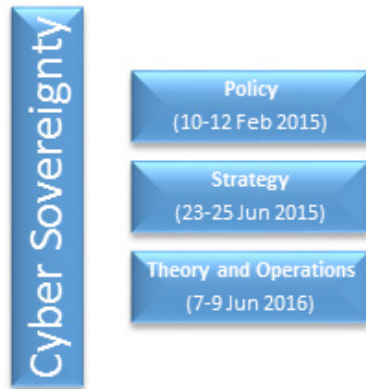 Cyber Sovereignty
Policy
(10-12 Feb 2015)
Strategy
(23-25 Jun 2015)
Theory and Operations
(7-9 Jun 2016)